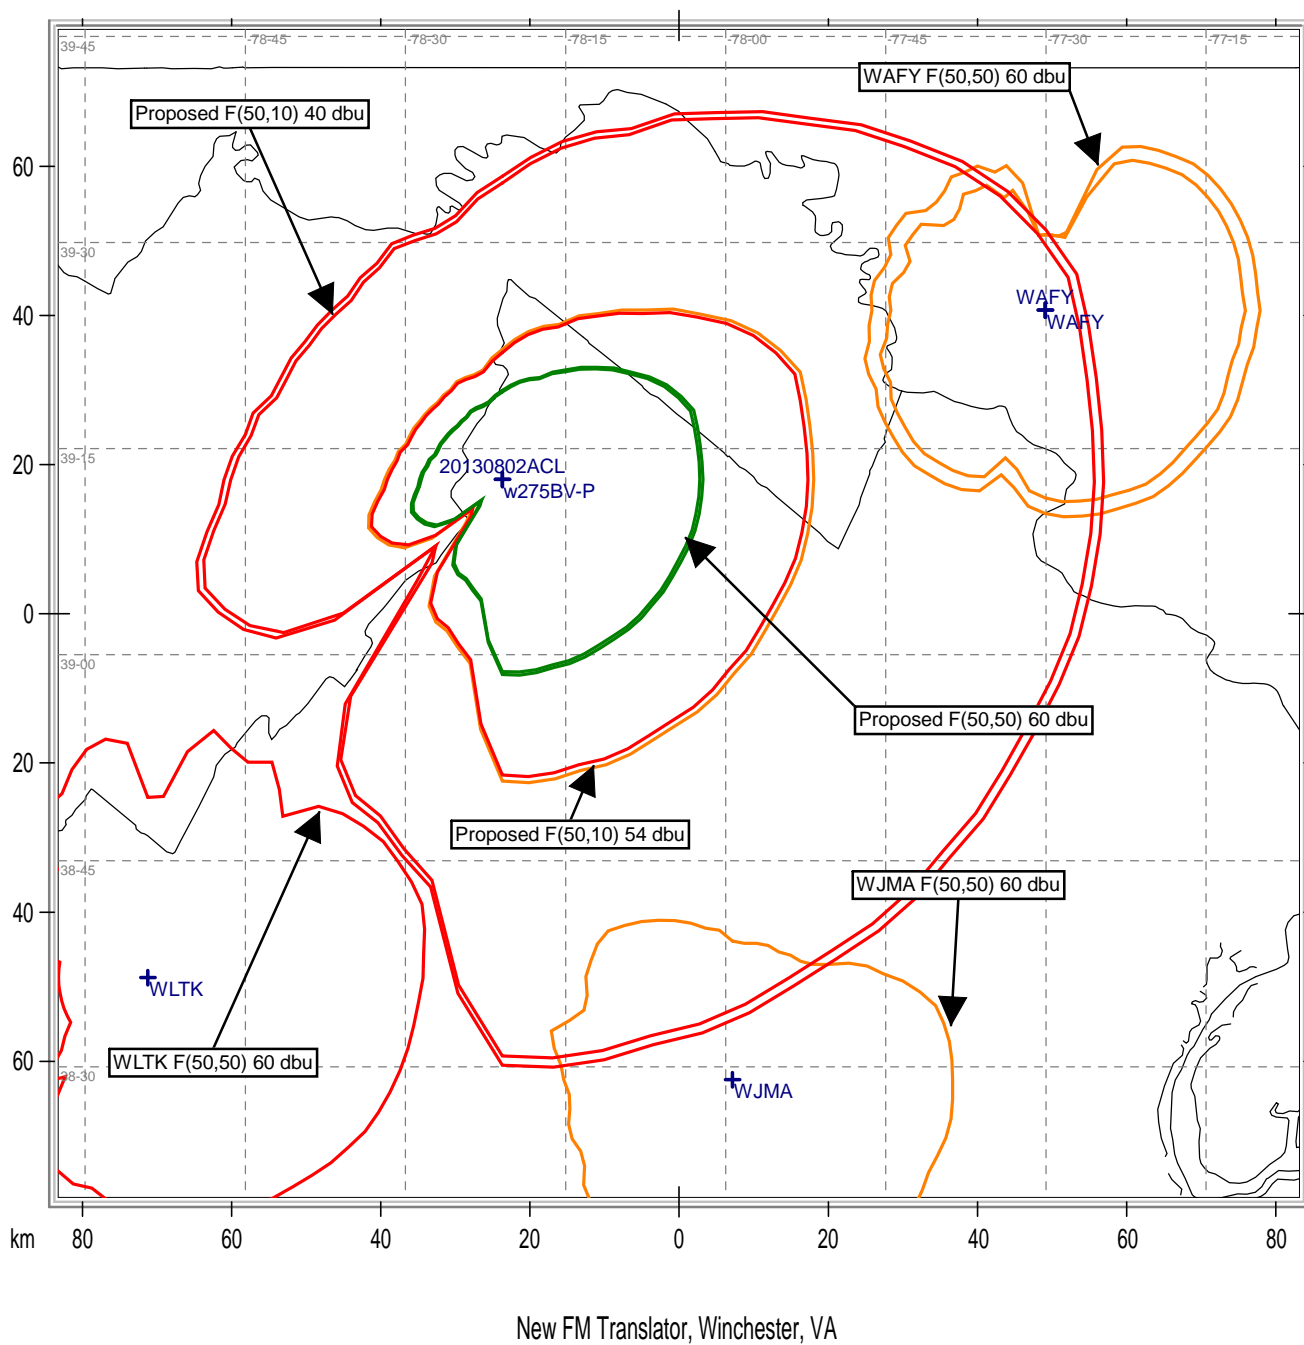 39-45
-78-45
-78-30
-78-15
-78-00
-77-45
-77-30
-77-15
WAFY F(50,50) 60 dbu
Proposed F(50,10) 40 dbu
60
39-30
WAFY
WAFY
40
39-15
20130802ACL
w275BV-P
20
0
39-00
Proposed F(50,50) 60 dbu
20
Proposed F(50,10) 54 dbu
38-45
WJMA F(50,50) 60 dbu
40
WLTK
WLTK F(50,50) 60 dbu
60
38-30
WJMA
km 80 60 40 20 0 20 40 60 80
New FM Translator, Winchester, VA